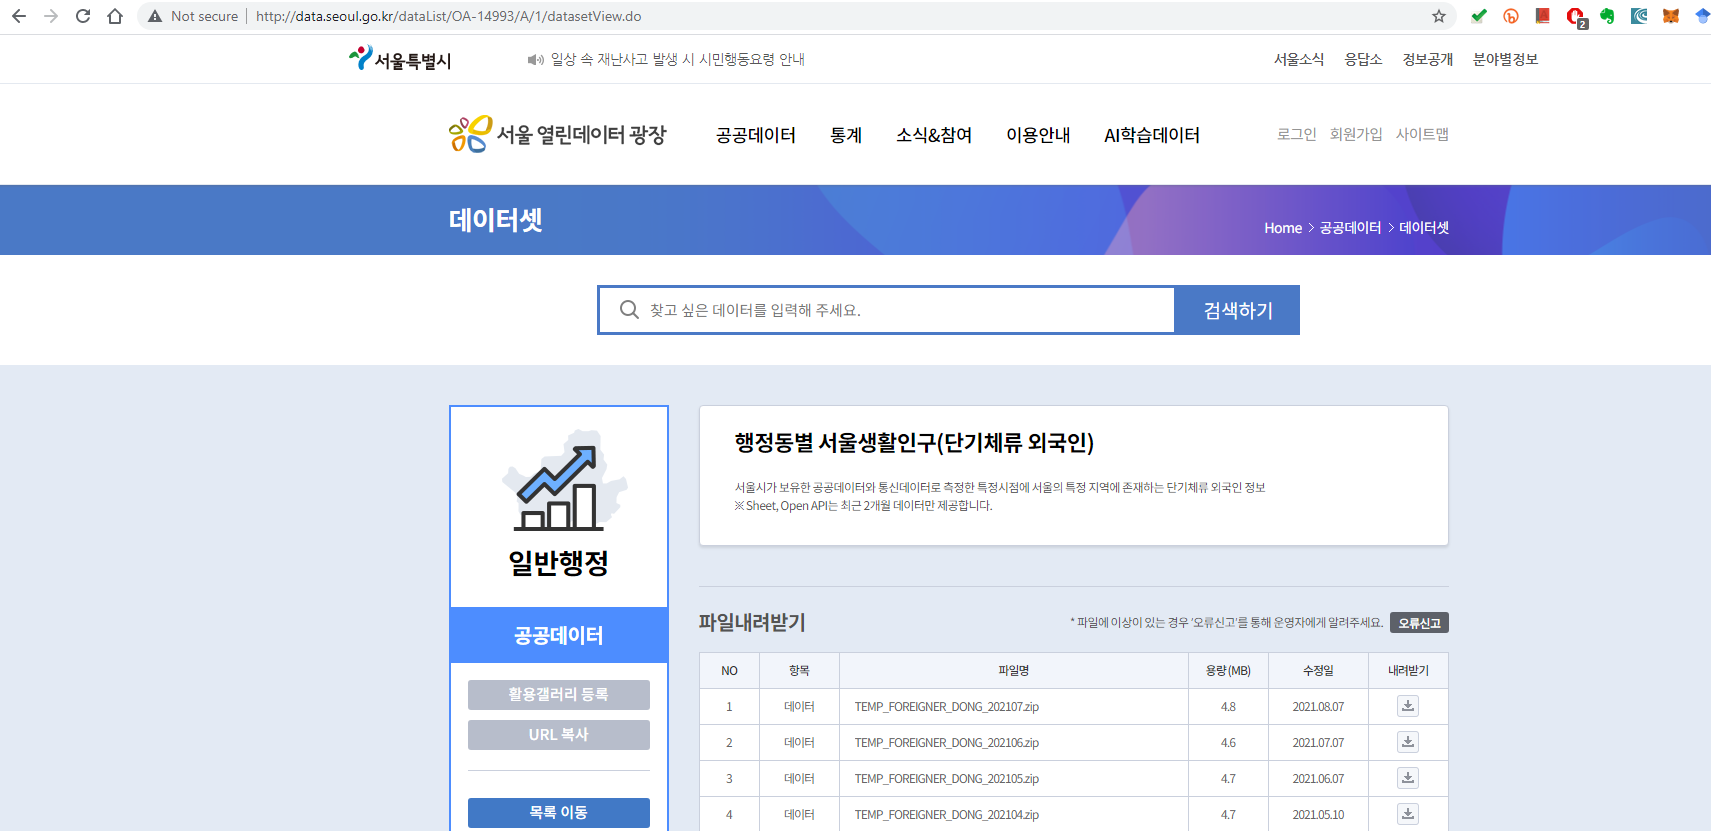 Not secure | http://data.seoul.go.kr/dataList/OA-14993/A/1/datasetView.do
2
서울특별시 일상 속 재난사고 발생 시 시민행동요령 안내 서울소식 응답소 정보공개 분야별정보
서울 열린데이터 광장 공공데이터 통계 소식&참여 이용안내 AI학습데이터 로그인 회원가입 사이트맵
데이터셋 Home > 공공데이터 > 데이터셋
찾고 싶은 데이터를 입력해 주세요. 검색하기
일반행정
공공데이터
활용갤러리 등록
URL 복사
목록 이동
행정동별 서울생활인구(단기체류 외국인)
서울시가 보유한 공공데이터와 통신데이터로 측정한 특정시점에 서울의 특정 지역에 존재하는 단기체류 외국인 정보
※ Sheet, Open API는 최근 2개월 데이터만 제공합니다.
파일내려받기 * 파일에 이상이 있는 경우 '오류신고'를 통해 운영자에게 알려주세요. 오류신고
NO 항목 파일명 용량(MB) 수정일 내려받기
1 데이터 TEMP_FOREIGNER_DONG_202107.zip 4.8 2021.08.07
2 데이터 TEMP_FOREIGNER_DONG_202106.zip 4.6 2021.07.07
3 데이터 TEMP_FOREIGNER_DONG_202105.zip 4.7 2021.06.07
4 데이터 TEMP_FOREIGNER_DONG_202104.zip 4.7 2021.05.10